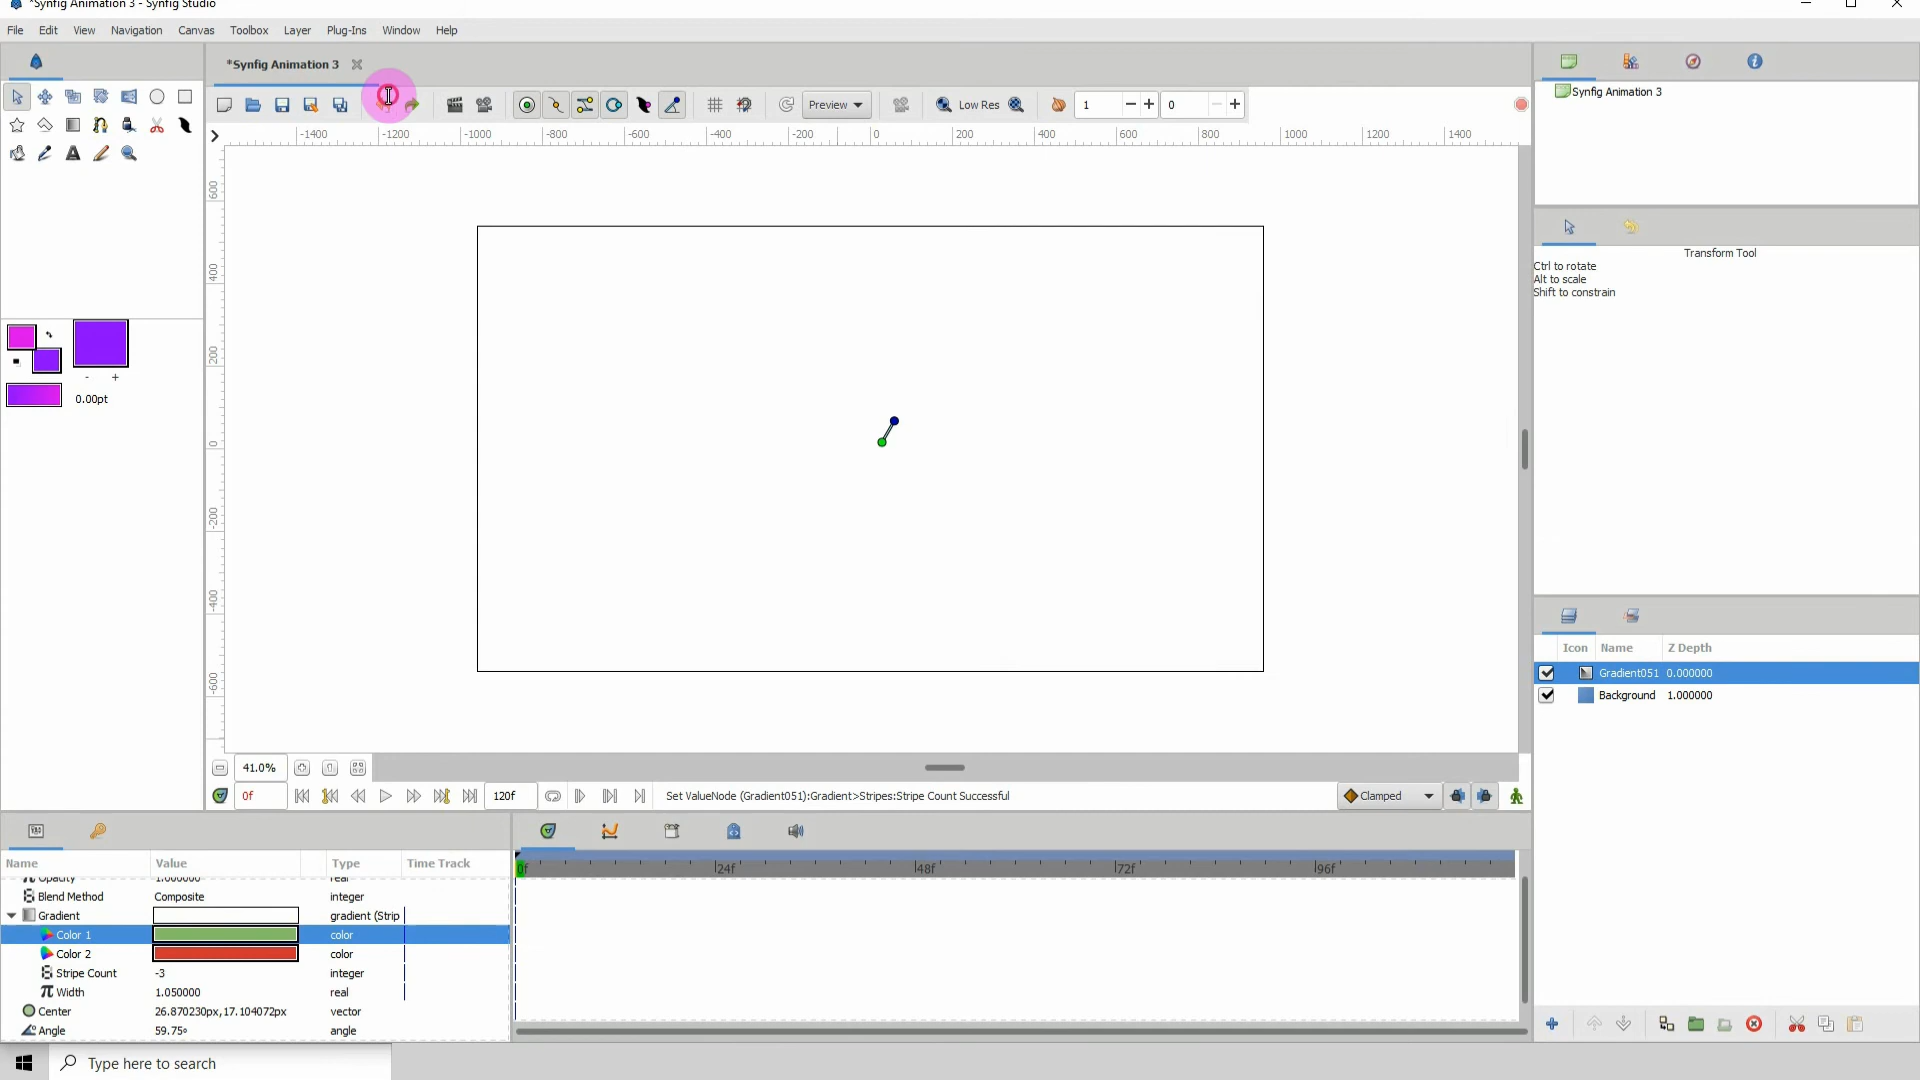 *Synfig Animation 3 - Synfig Studio
File Edit View Navigation Canvas Toolbox Layer Plug-Ins Window Help
*Synfig Animation 3
Preview
Low Res
1
0
Synfig Animation 3
-1400 -1200 -1000 -800 -600 -400 -200 0 200 400 600 800 1000 1200 1400
600
400
200
0
-200
-400
-600
Transform Tool
Ctrl to rotate
Alt to scale
Shift to constrain
- +
0.00pt
Icon Name Z Depth
Gradient051 0.000000
Background 1.000000
41.0%
0f
120f
Set ValueNode (Gradient051):Gradient>Stripes:Stripe Count Successful
Clamped
Name Value Type Time Track
0f 24f 48f 72f 96f
Opacity 1.000000 real
Blend Method Composite integer
Gradient gradient (Strip
Color 1 color
Color 2 color
Stripe Count -3 integer
Width 1.050000 real
Center 26.870230px,17.104072px vector
Angle 59.75° angle
Type here to search